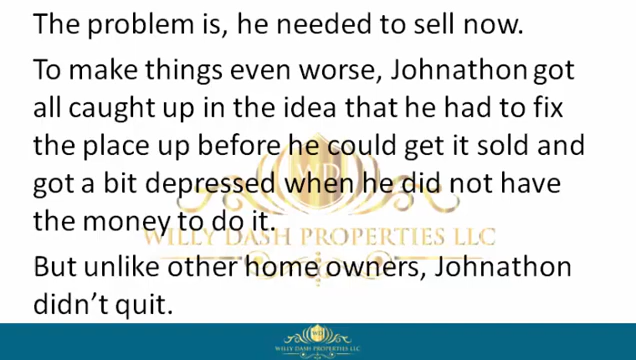 The problem is, he needed to sell now.
To make things even worse, Johnathon got
all caught up in the idea that he had to fix
the place up before he could get it sold and
got a bit depressed when he did not have
the money to do it.
WILLY DASH PROPERTIES LLC
But unlike other home owners, Johnathon
didn't quit.
WILLY DASH PROPERTIES LLC